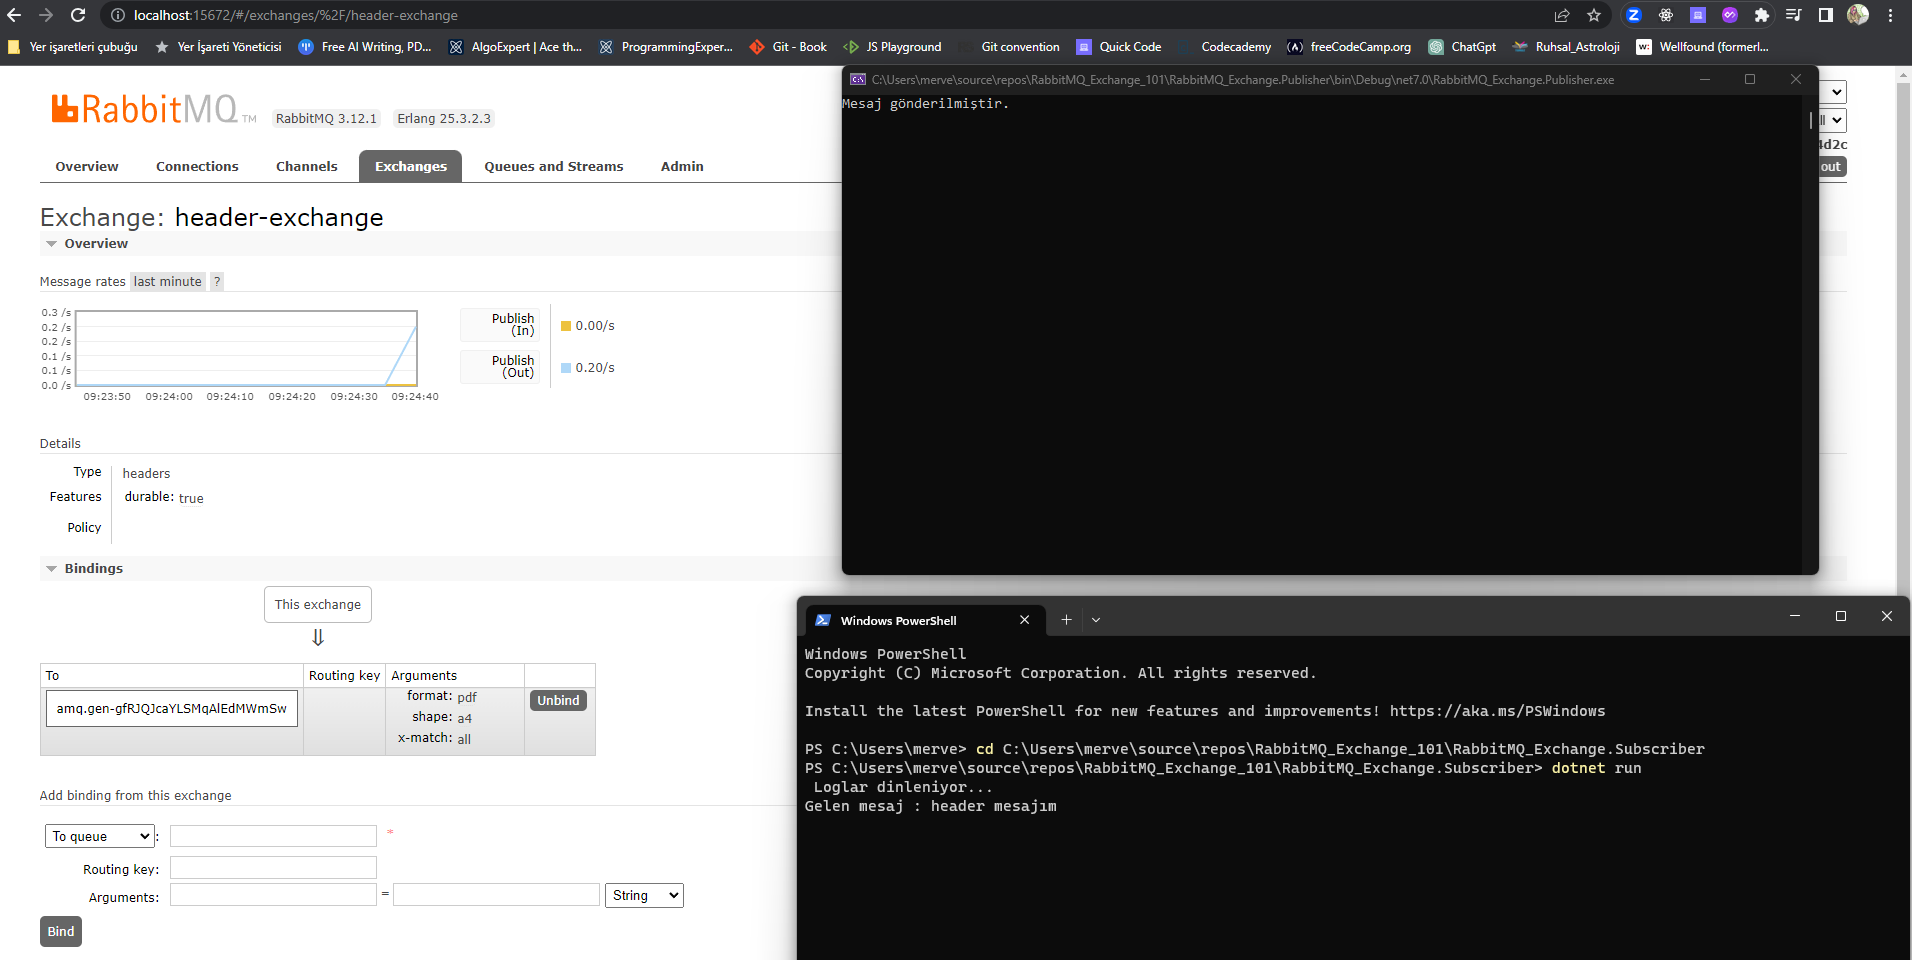 localhost:15672/#/exchanges/%2F/header-exchange
Yer işaretleri çubuğu
Yer İşareti Yöneticisi
Free AI Writing, PD...
AlgoExpert | Ace th...
ProgrammingExper...
Git - Book
JS Playground
Git convention
Quick Code
Codecademy
freeCodeCamp.org
ChatGpt
Ruhsal_Astroloji
Wellfound (formerl...
RabbitMQ TM
RabbitMQ 3.12.1
Erlang 25.3.2.3
Overview
Connections
Channels
Exchanges
Queues and Streams
Admin
4d2c
out
Exchange: header-exchange
Overview
Message rates last minute ?
0.3 /s
0.2 /s
0.2 /s
0.1 /s
0.1 /s
0.0 /s
09:23:50 09:24:00 09:24:10 09:24:20 09:24:30 09:24:40
Publish (In)
0.00/s
Publish (Out)
0.20/s
Details
Type headers
Features durable: true
Policy
Bindings
This exchange
⇓
To Routing key Arguments
amq.gen-gfRJQJcaYLSMqAlEdMWmSw
format: pdf
shape: a4
x-match: all
Unbind
Add binding from this exchange
To queue : *
Routing key:
Arguments: = String
Bind
C:\Users\merve\source\repos\RabbitMQ_Exchange_101\RabbitMQ_Exchange.Publisher\bin\Debug\net7.0\RabbitMQ_Exchange.Publisher.exe
Mesaj gönderilmiştir.
Windows PowerShell
Windows PowerShell
Copyright (C) Microsoft Corporation. All rights reserved.
Install the latest PowerShell for new features and improvements! https://aka.ms/PSWindows
PS C:\Users\merve> cd C:\Users\merve\source\repos\RabbitMQ_Exchange_101\RabbitMQ_Exchange.Subscriber
PS C:\Users\merve\source\repos\RabbitMQ_Exchange_101\RabbitMQ_Exchange.Subscriber> dotnet run
Loglar dinleniyor...
Gelen mesaj : header mesajım